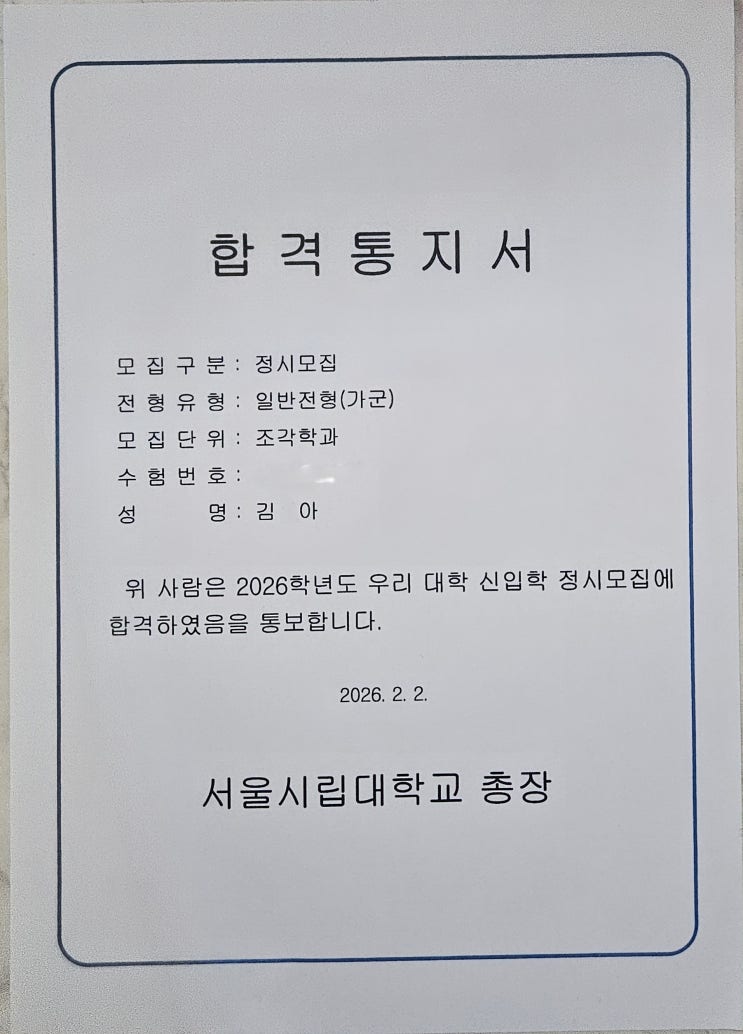 합격통지서
모집구분 : 정시모집
전형유형 : 일반전형(가군)
모집단위 : 조각학과
수험번호 :
성 명 : 김 아
위 사람은 2026학년도 우리 대학 신입학 정시모집에
합격하였음을 통보합니다.
2026. 2. 2.
서울시립대학교 총장